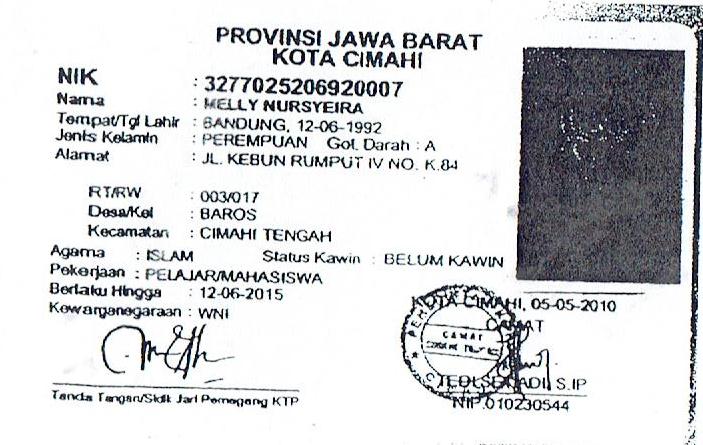 PROVINSI JAWA BARAT
KOTA CIMAHI
NIK : 3277025206920007
Nama : MELLY NURSYEIRA
Tempat/Tgl Lahir : BANDUNG, 12-06-1992
Jenis Kelamin : PEREMPUAN Gol. Darah : A
Alamat : JL. KEBUN RUMPUT IV NO. K.84
RT/RW : 003/017
Desa/Kel : BAROS
Kecamatan : CIMAHI TENGAH
Agama : ISLAM Status Kawin : BELUM KAWIN
Pekerjaan : PELAJAR/MAHASISWA
Berlaku Hingga : 12-06-2015
Kewarganegaraan : WNI
KOTA CIMAHI, 05-05-2010
CAMAT
CAMAT
S.IP
NIP.010230544
Tanda Tangan/Sidik Jari Pemegang KTP